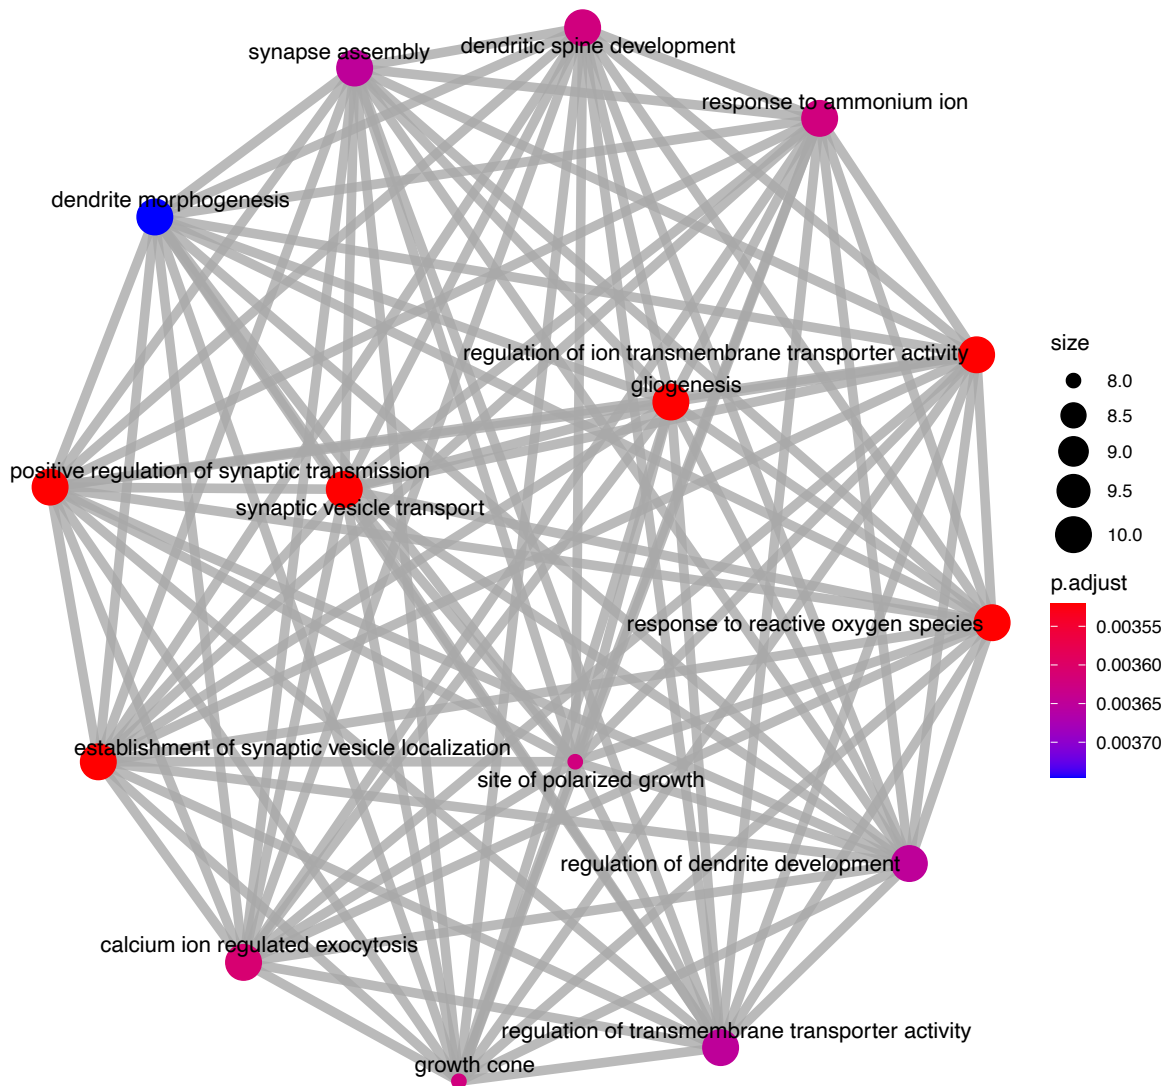 dendritic spine development
synapse assembly
response to ammonium ion
dendrite morphogenesis
regulation of ion transmembrane transporter activity
gliogenesis
positive regulation of synaptic transmission
synaptic vesicle transport
response to reactive oxygen species
establishment of synaptic vesicle localization
site of polarized growth
regulation of dendrite development
calcium ion regulated exocytosis
regulation of transmembrane transporter activity
growth cone
size
8.0
8.5
9.0
9.5
10.0
p.adjust
0.00355
0.00360
0.00365
0.00370